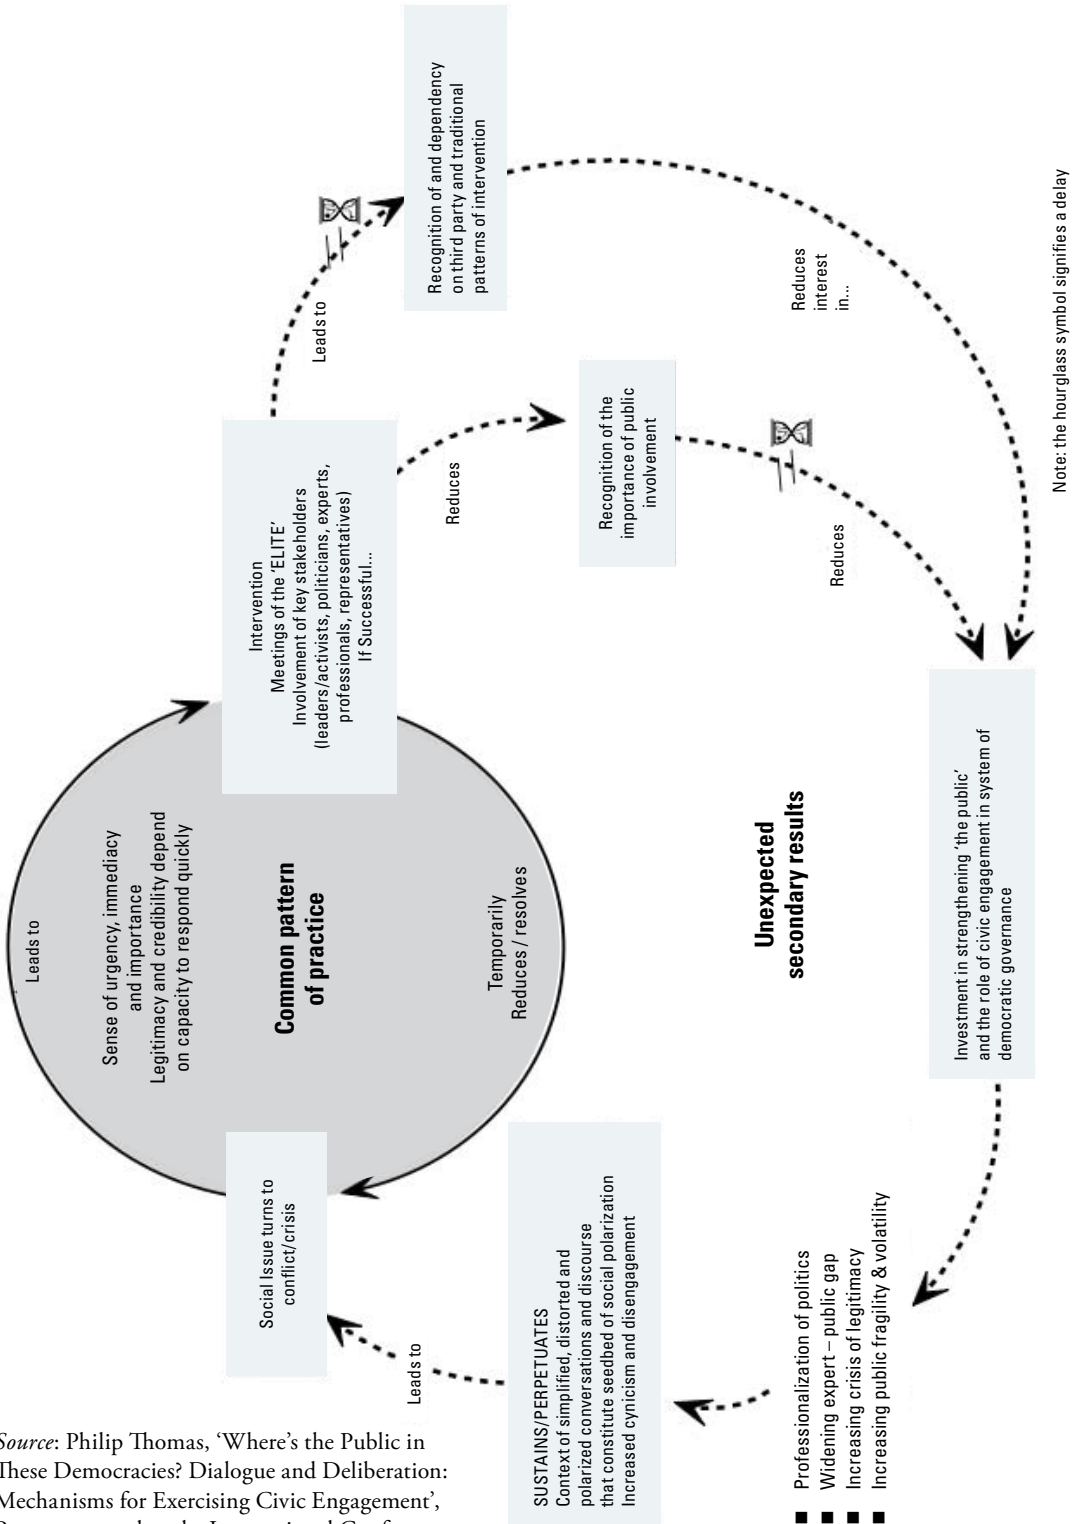 Leads to
Sense of urgency, immediacy
and importance
Legitimacy and credibility depend
on capacity to respond quickly
Common pattern
of practice
Temporarily
Reduces / resolves
Social Issue turns to
conflict/crisis
Intervention
Meetings of the ‘ELITE’
Involvement of key stakeholders
(leaders/activists, politicians, experts,
professionals, representatives)
If Successful...
Leads to
Recognition of and dependency
on third party and traditional
patterns of intervention
Reduces
Recognition of the
importance of public
involvement
Reduces
interest
in...
Reduces
Unexpected
secondary results
Investment in strengthening ‘the public’
and the role of civic engagement in system of
democratic governance
■ Professionalization of politics
■ Widening expert – public gap
■ Increasing crisis of legitimacy
■ Increasing public fragility & volatility
SUSTAINS/PERPETUATES
Context of simplified, distorted and
polarized conversations and discourse
that constitute seedbed of social polarization
Increased cynicism and disengagement
Leads to
Note: the hourglass symbol signifies a delay
Source: Philip Thomas, ‘Where’s the Public in
These Democracies? Dialogue and Deliberation:
Mechanisms for Exercising Civic Engagement’,